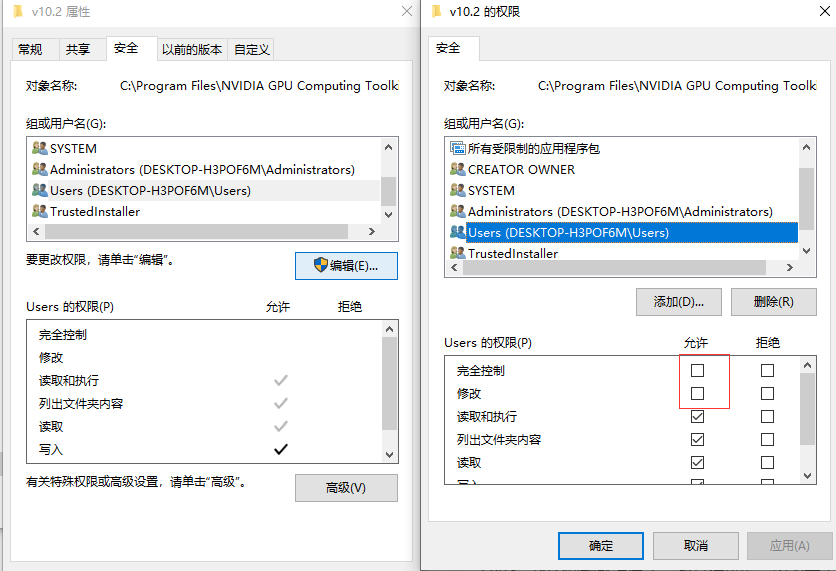 v10.2 属性
常规 共享 安全 以前的版本 自定义
对象名称: C:\Program Files\NVIDIA GPU Computing Toolk
组或用户名(G):
SYSTEM
Administrators (DESKTOP-H3POF6M\Administrators)
Users (DESKTOP-H3POF6M\Users)
TrustedInstaller
要更改权限，请单击“编辑”。
编辑(E)...
Users 的权限(P) 允许 拒绝
完全控制
修改
读取和执行
列出文件夹内容
读取
写入
有关特殊权限或高级设置，请单击“高级”。
高级(V)
v10.2 的权限
安全
对象名称: C:\Program Files\NVIDIA GPU Computing Toolk
组或用户名(G):
所有受限制的应用程序包
CREATOR OWNER
SYSTEM
Administrators (DESKTOP-H3POF6M\Administrators)
Users (DESKTOP-H3POF6M\Users)
TrustedInstaller
添加(D)... 删除(R)
Users 的权限(P) 允许 拒绝
完全控制
修改
读取和执行
列出文件夹内容
读取
确定 取消 应用(A)